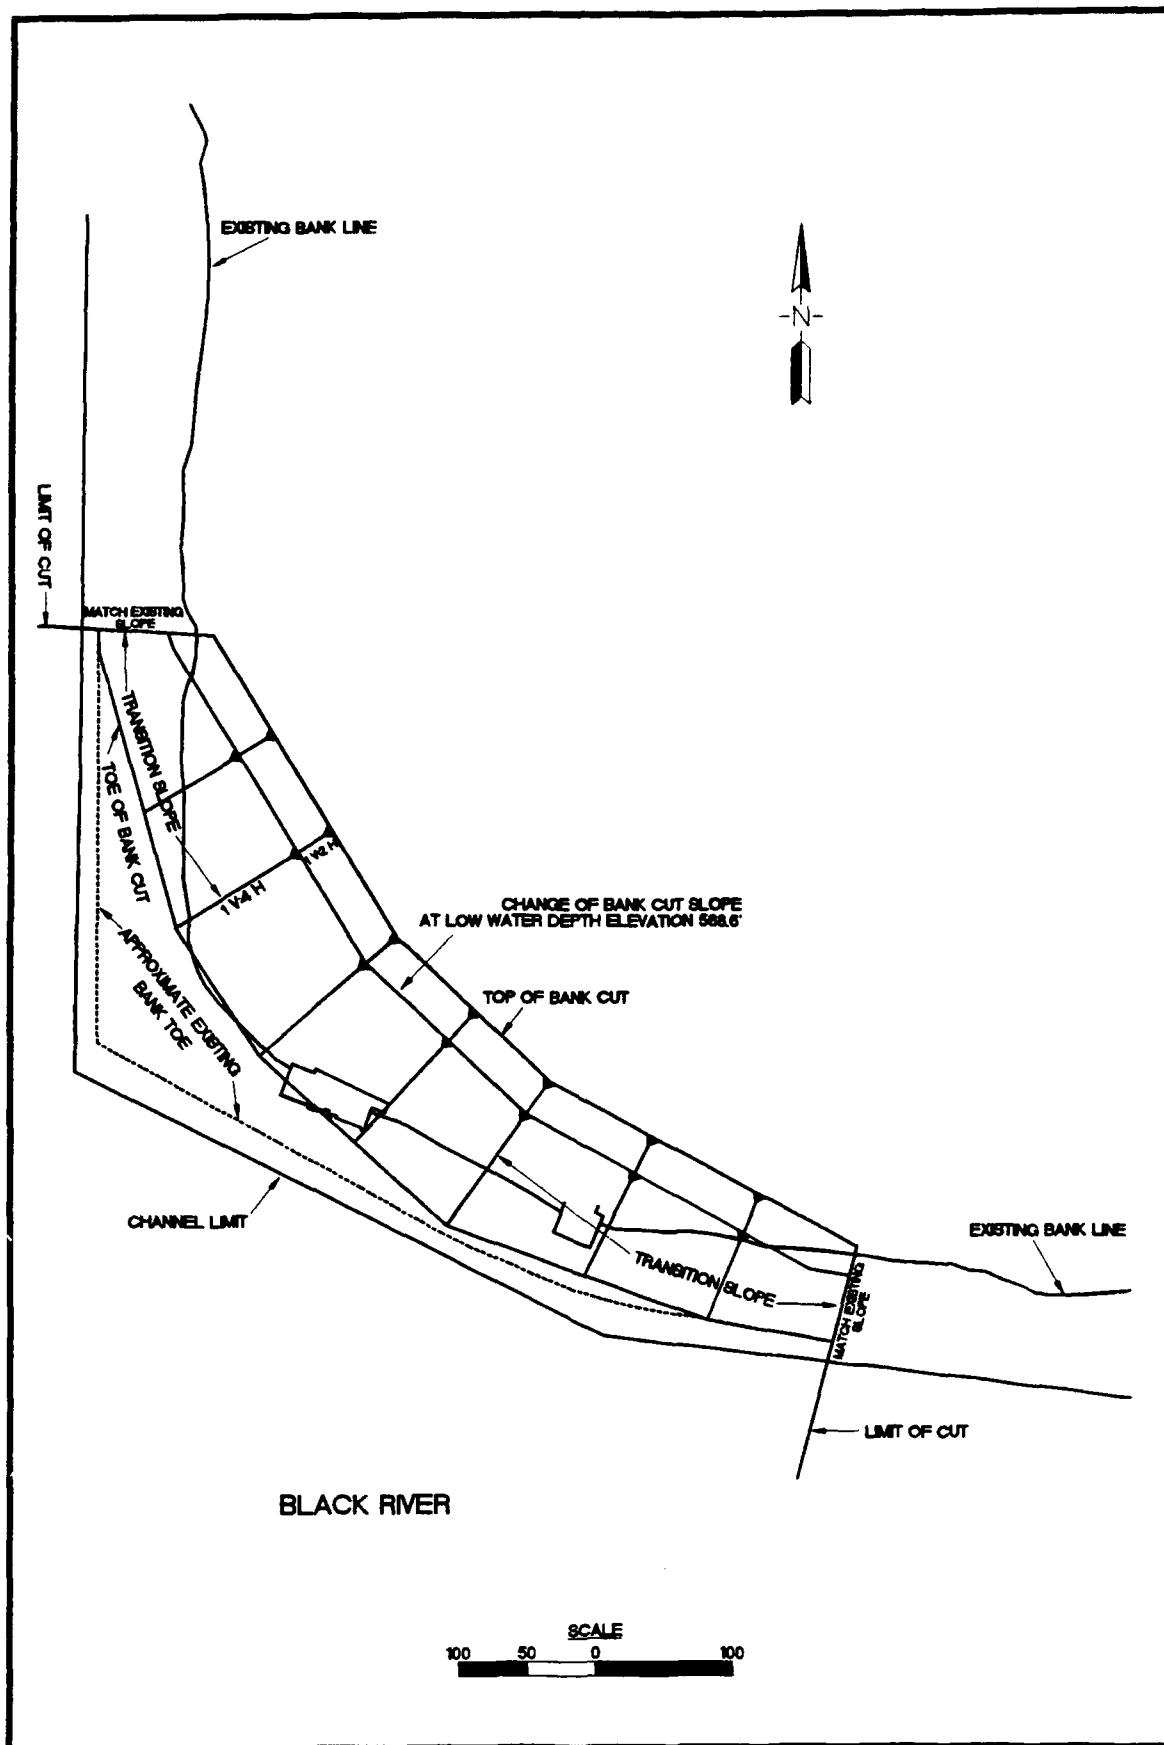 EXISTING BANK LINE
N
LIMIT OF CUT
MATCH EXISTING
SLOPE
TRANSITION SLOPE
TOE OF BANK CUT
1 V-2 H
1 V-4 H
CHANGE OF BANK CUT SLOPE
AT LOW WATER DEPTH ELEVATION 568.6'
TOP OF BANK CUT
APPROXIMATE EXISTING
BANK TOE
CHANNEL LIMIT
EXISTING BANK LINE
TRANSITION SLOPE
MATCH EXISTING
SLOPE
LIMIT OF CUT
BLACK RIVER
SCALE
100 50 0 100